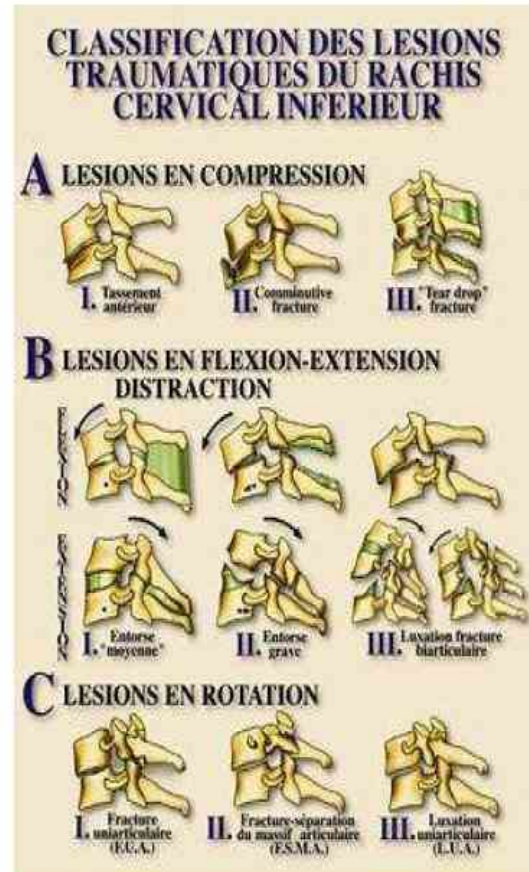 CLASSIFICATION DES LESIONS
TRAUMATIQUES DU RACHIS
CERVICAL INFERIEUR
A LESIONS EN COMPRESSION
I. Tassement
antérieur
II. Comminutive
fracture
III. "Tear drop"
fracture
B LESIONS EN FLEXION-EXTENSION
DISTRACTION
FLEXION
EXTENSION
I. Entorse
"moyenne"
II. Entorse
grave
III. Luxation fracture
biarticulaire
C LESIONS EN ROTATION
I. Fracture
uniarticulaire
(F.U.A.)
II. Fracture-séparation
du massif articulaire
(F.S.M.A.)
III. Luxation
uniarticulaire
(L.U.A.)